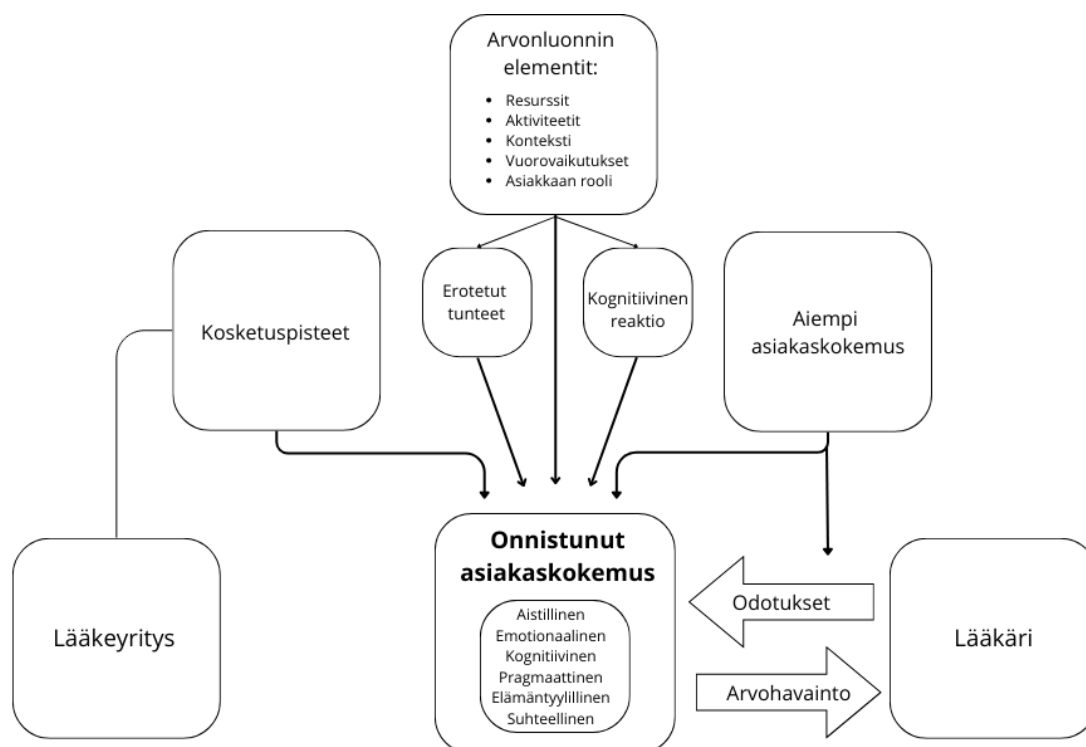 Arvonluonnin
elementit:
• Resurssit
• Aktiviteetit
• Konteksti
• Vuorovaikutukset
• Asiakkaan rooli
Kosketuspisteet
Erotetut
tunteet
Kognitiivinen
reaktio
Aiempi
asiakaskokemus
Lääkeyritys
Onnistunut
asiakaskokemus
Aistillinen
Emotionaalinen
Kognitiivinen
Pragmaattinen
Elämäntyylillinen
Suhteellinen
Odotukset
Arvohavainto
Lääkäri